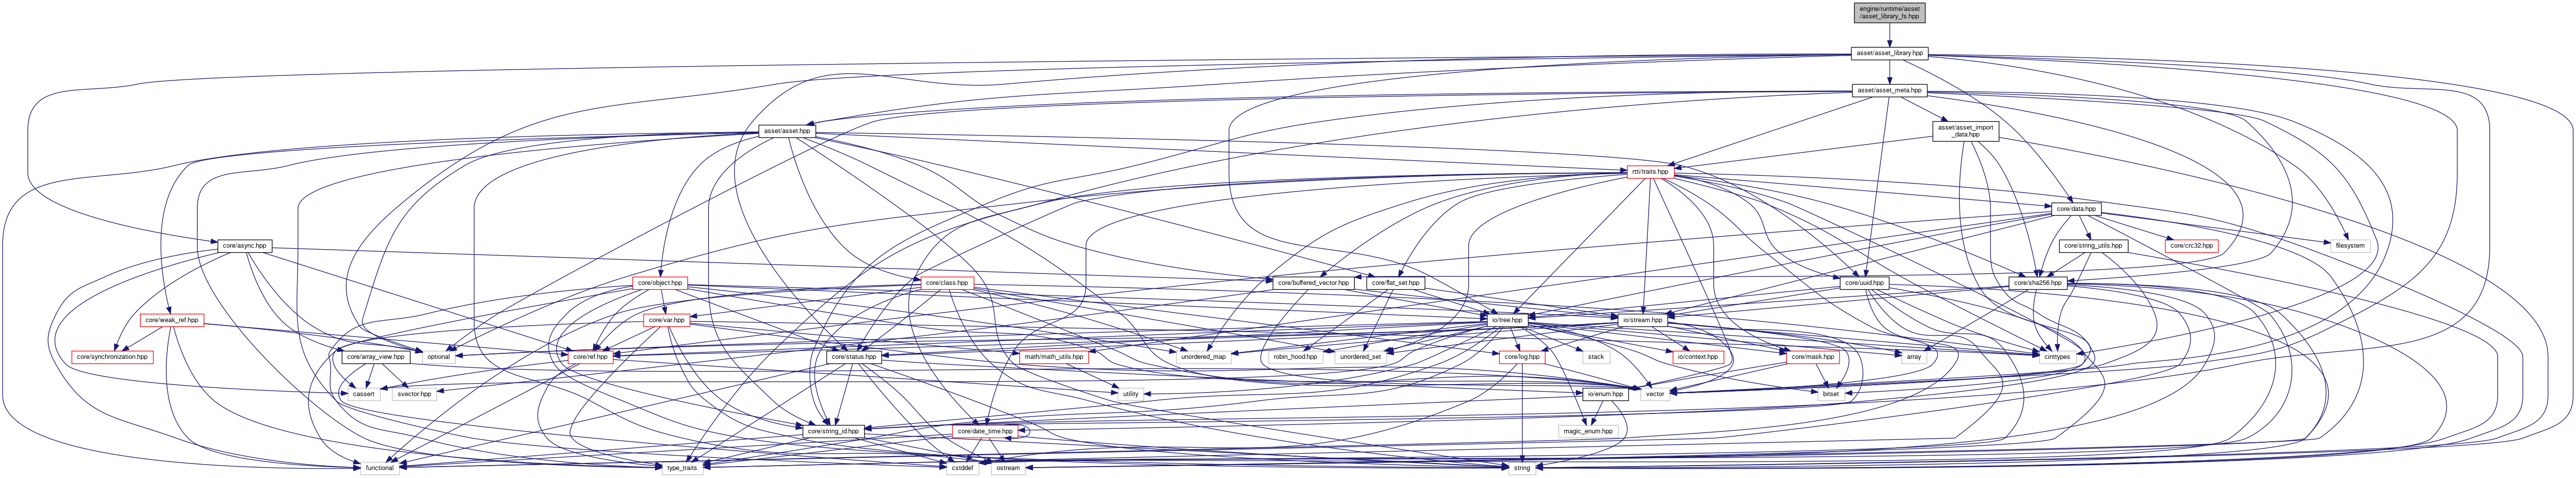 engine/runtime/asset
/asset_library_fs.hpp
asset/asset_library.hpp
asset/asset_meta.hpp
asset/asset.hpp
asset/asset_import
_data.hpp
rtti/traits.hpp
core/data.hpp
core/async.hpp
core/string_utils.hpp
core/crc32.hpp
filesystem
core/object.hpp
core/class.hpp
core/buffered_vector.hpp
core/flat_set.hpp
core/uuid.hpp
core/sha256.hpp
core/weak_ref.hpp
core/var.hpp
io/tree.hpp
io/stream.hpp
core/synchronization.hpp
core/array_view.hpp
optional
core/ref.hpp
core/status.hpp
math/math_utils.hpp
unordered_map
robin_hood.hpp
unordered_set
core/log.hpp
stack
io/context.hpp
core/mask.hpp
array
cinttypes
cassert
svector.hpp
utility
io/enum.hpp
vector
bitset
core/string_id.hpp
core/date_time.hpp
magic_enum.hpp
functional
type_traits
cstddef
ostream
string